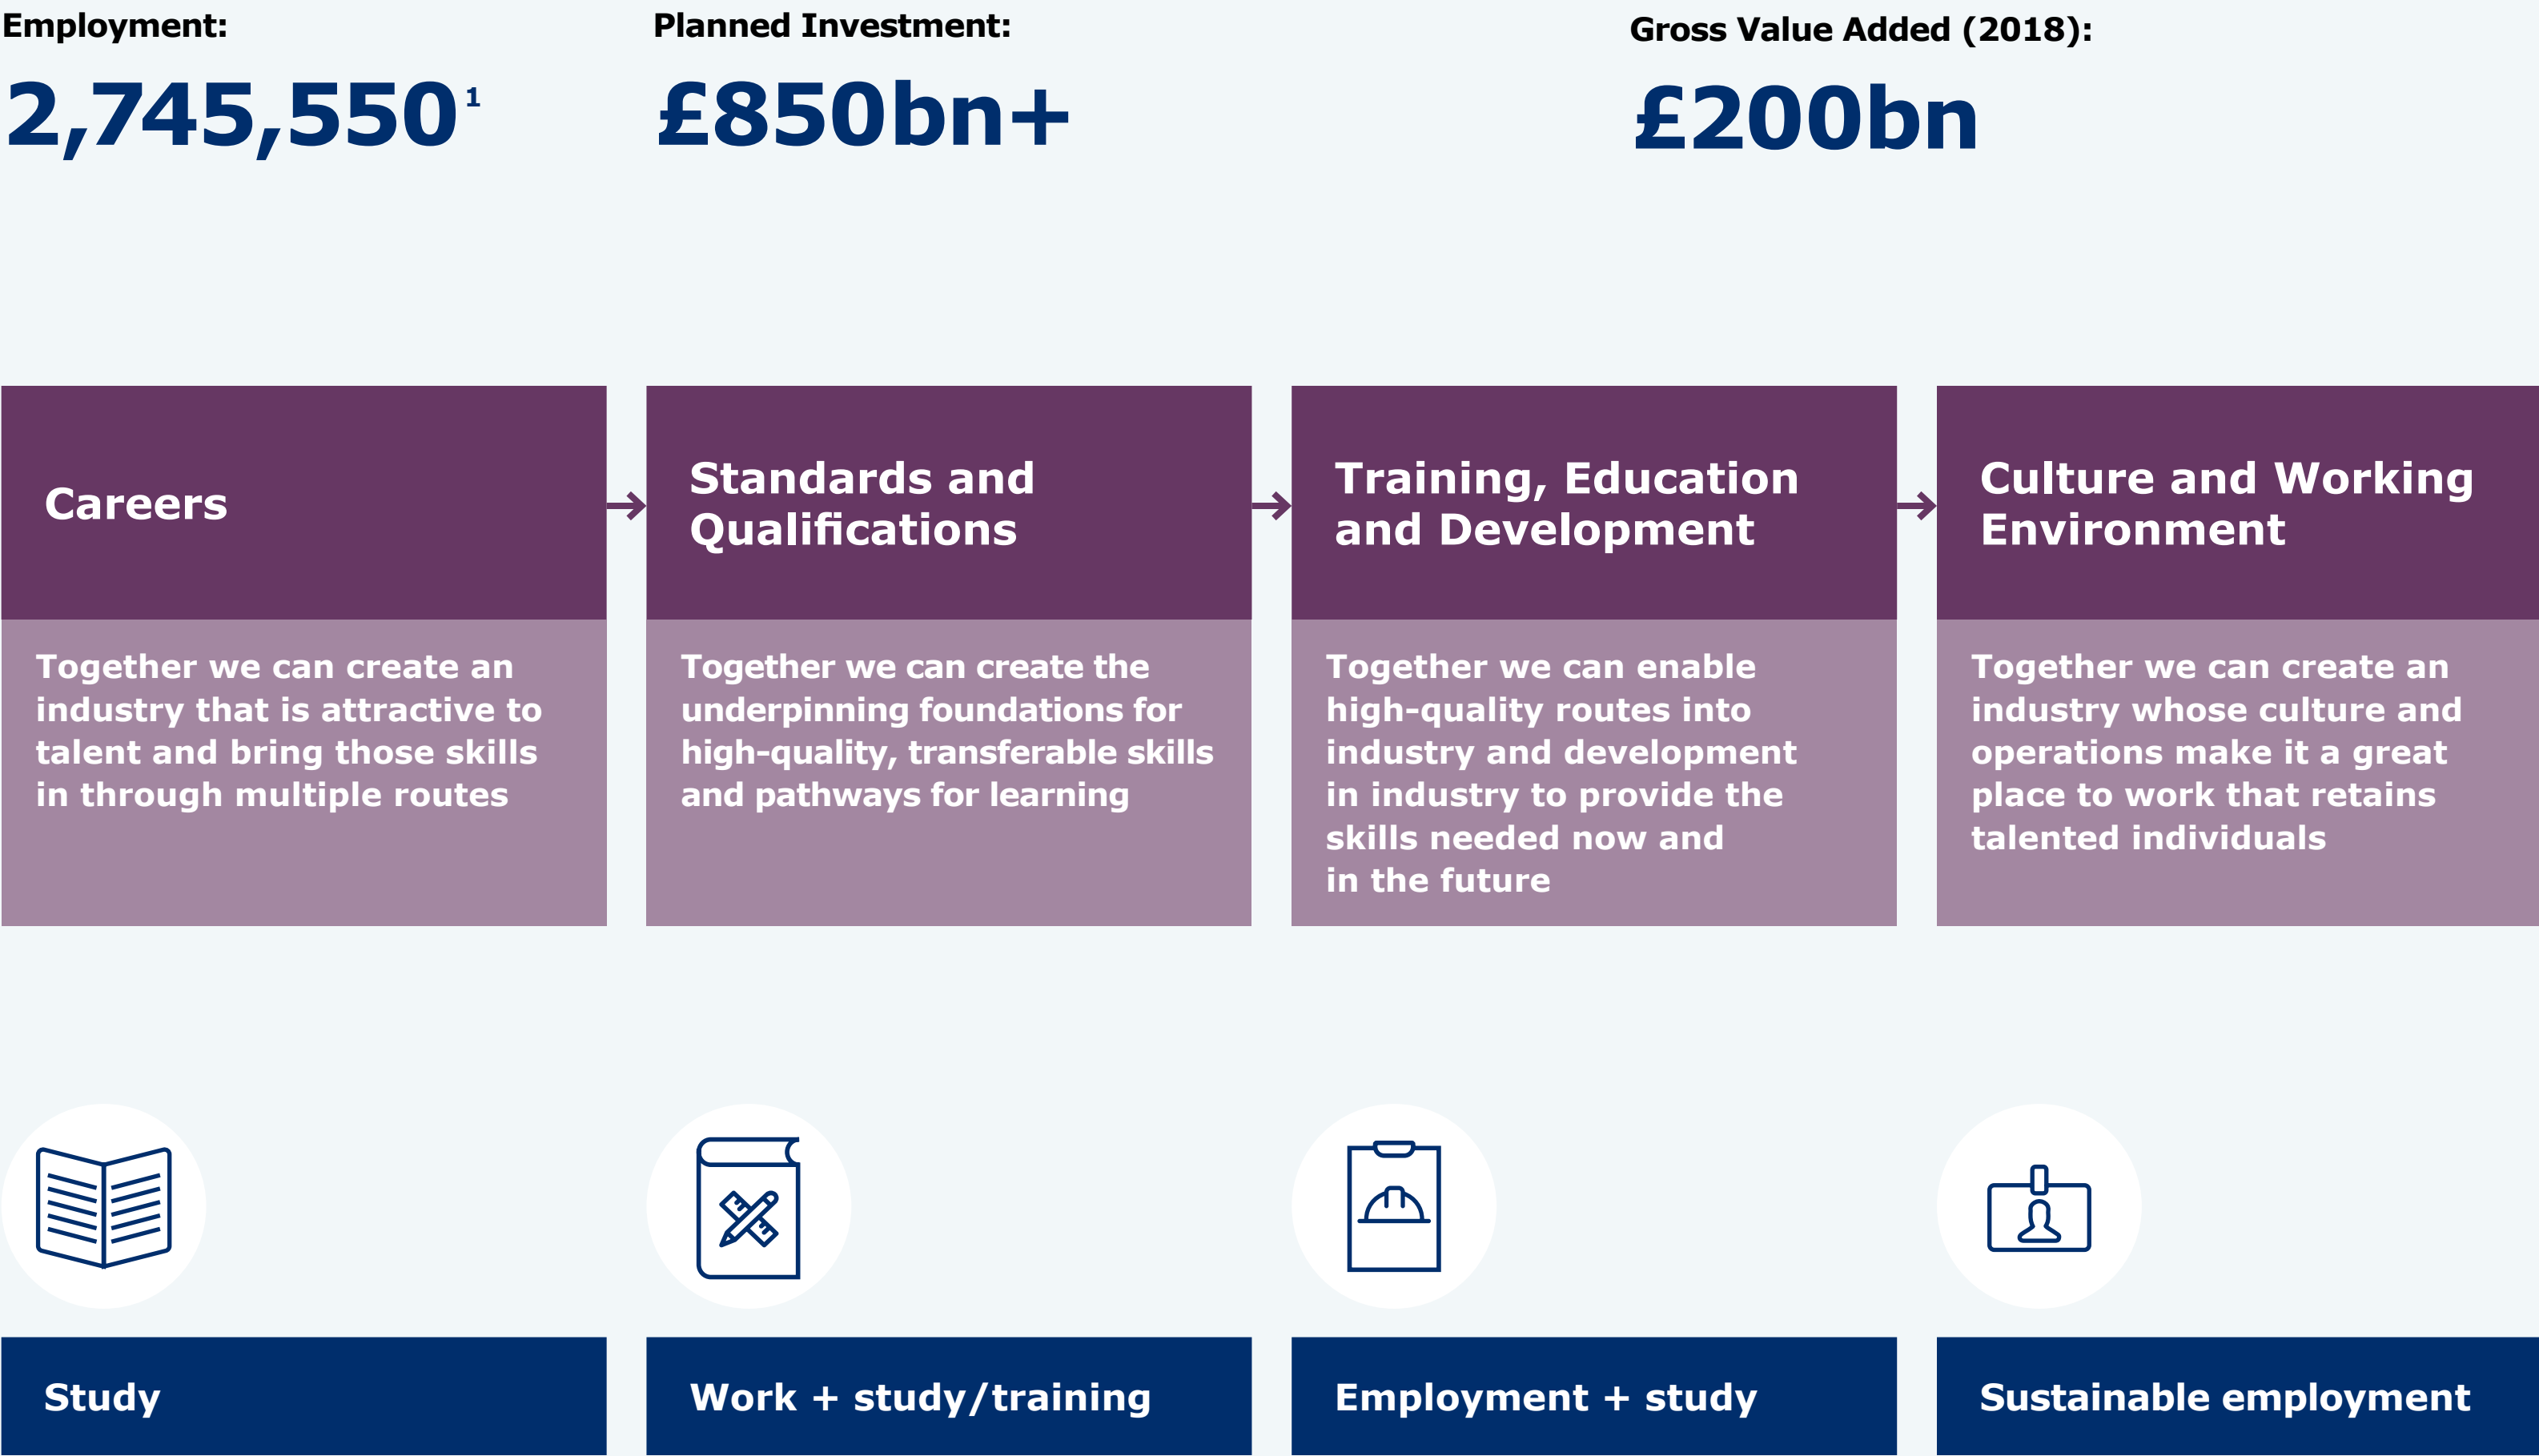 Employment:
2,745,550¹
Planned Investment:
£850bn+
Gross Value Added (2018):
£200bn
Careers
Together we can create an
industry that is attractive to
talent and bring those skills
in through multiple routes
Standards and
Qualifications
Together we can create the
underpinning foundations for
high-quality, transferable skills
and pathways for learning
Training, Education
and Development
Together we can enable
high-quality routes into
industry and development
in industry to provide the
skills needed now and
in the future
Culture and Working
Environment
Together we can create an
industry whose culture and
operations make it a great
place to work that retains
talented individuals
Study
Work + study/training
Employment + study
Sustainable employment